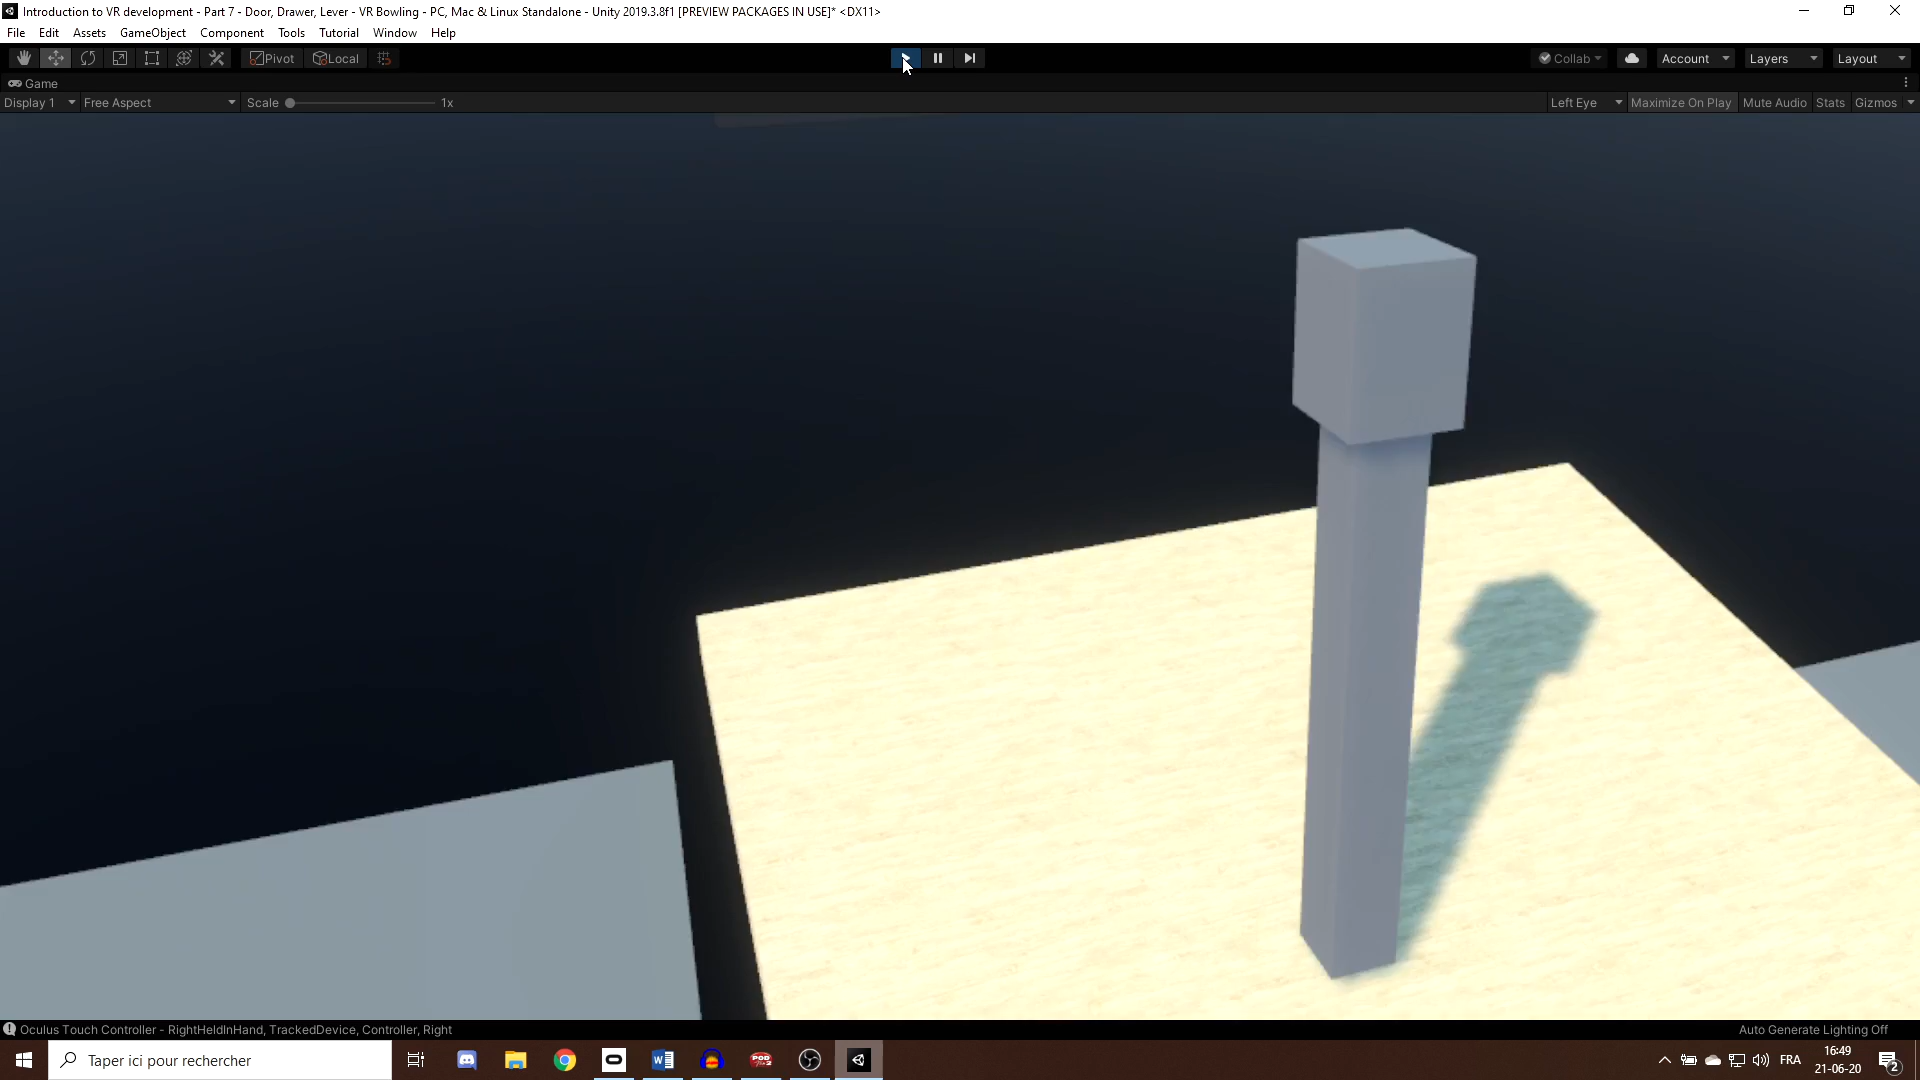 Introduction to VR development - Part 7 - Door, Drawer, Lever - VR Bowling - PC, Mac & Linux Standalone - Unity 2019.3.8f1 [PREVIEW PACKAGES IN USE]* <DX11>
File Edit Assets GameObject Component Tools Tutorial Window Help
Pivot Local Collab Account Layers Layout
Game
Display 1 Free Aspect Scale 1x Left Eye Maximize On Play Mute Audio Stats Gizmos
Oculus Touch Controller - RightHeldInHand, TrackedDevice, Controller, Right Auto Generate Lighting Off
Taper ici pour rechercher FRA 16:49
21-06-20 2